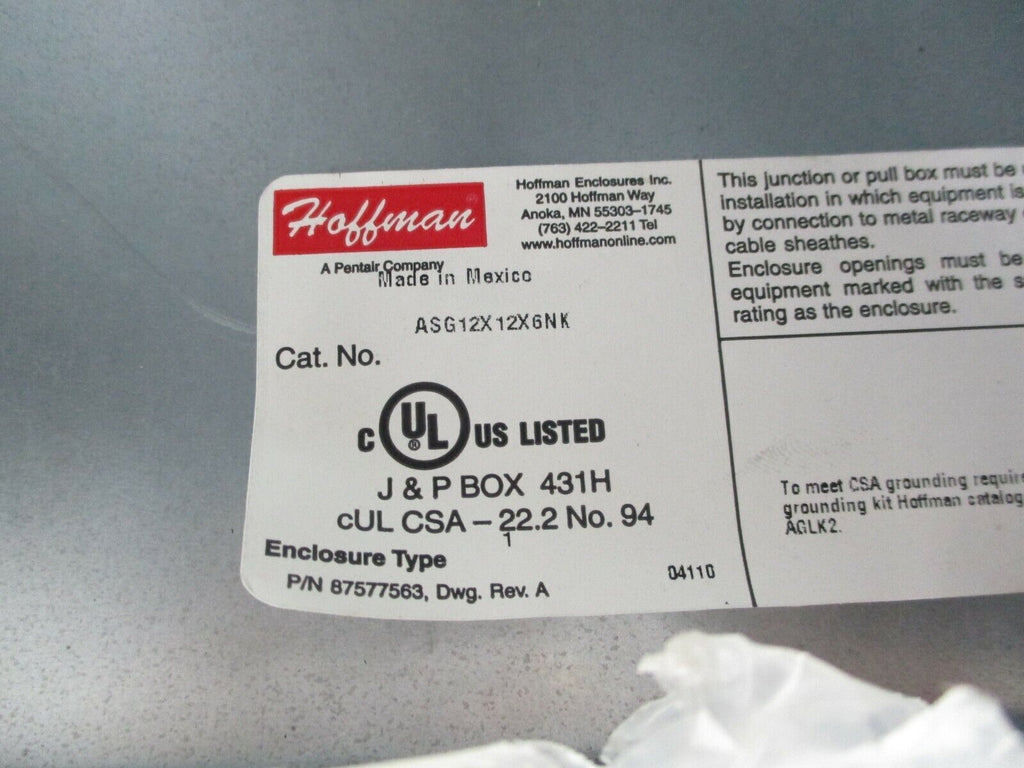 Hoffman®
Hoffman Enclosures Inc.
2100 Hoffman Way
Anoka, MN 55303–1745
(763) 422–2211 Tel
www.hoffmanonline.com
A Pentair Company
Made in Mexico
ASG12X12X6NK
Cat. No.
C UL® US LISTED
J & P BOX 431H
cUL CSA – 22.2 No. 94
1
Enclosure Type
P/N 87577563, Dwg. Rev. A
04110
This junction or pull box must be
installation in which equipment is
by connection to metal raceway
cable sheathes.
Enclosure openings must be
equipment marked with the
rating as the enclosure.
To meet CSA grounding
grounding kit Hoffman catalog
AGLK2.